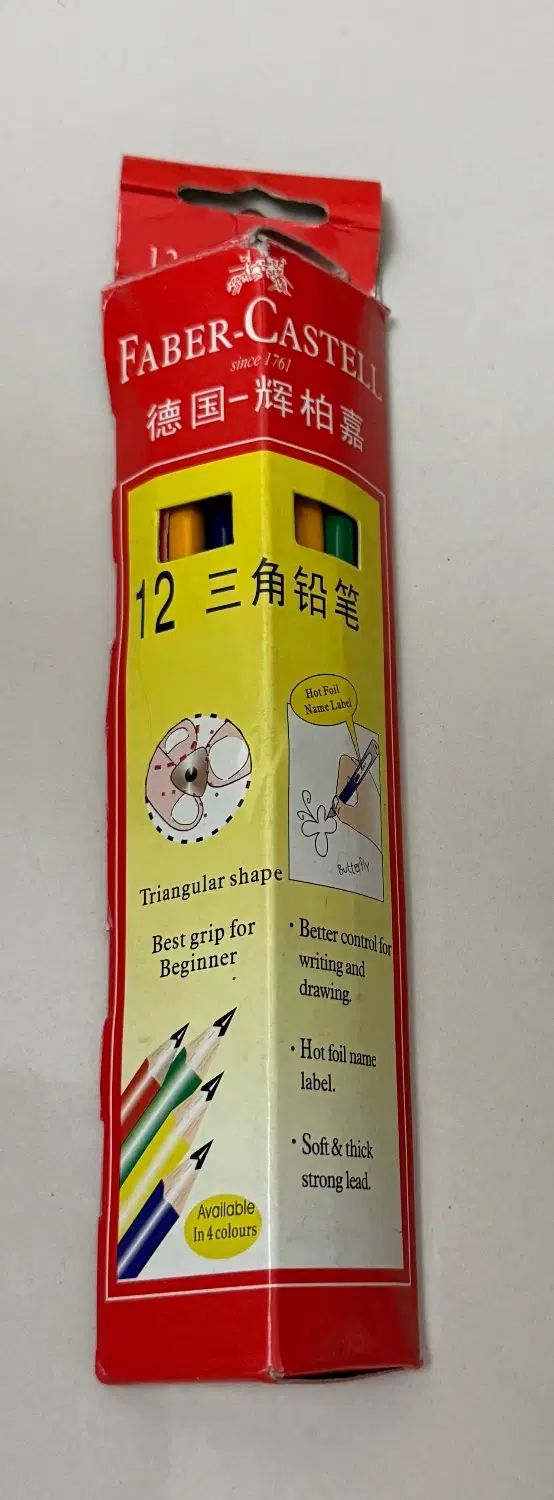 12
FABER-CASTELL
since 1761
德国-辉柏嘉
12 三角铅笔
Hot Foil
Name Label
Butterfly
Triangular shape
Best grip for
Beginner
• Better control for
writing and
drawing.
• Hot foil name
label.
• Soft & thick
strong lead.
Available
In 4 colours